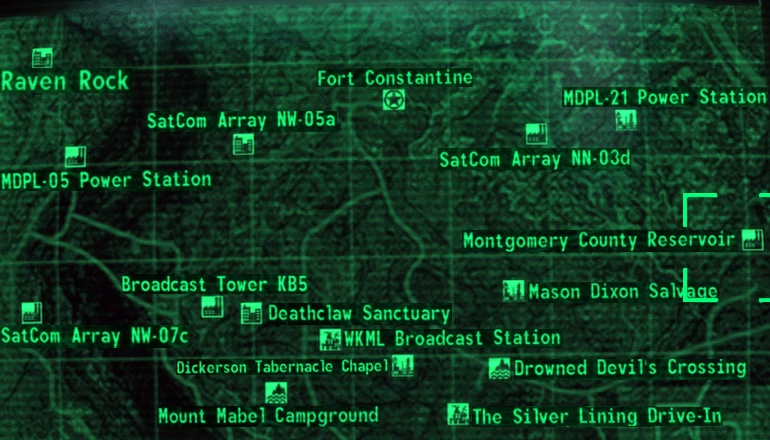 Raven Rock
Fort Constantine
MDPL-21 Power Station
SatCom Array NW-05a
SatCom Array NN-03d
MDPL-05 Power Station
Montgomery County Reservoir
Broadcast Tower KB5
Mason Dixon Salvage
Deathclaw Sanctuary
SatCom Array NW-07c
WKML Broadcast Station
Dickerson Tabernacle Chapel
Drowned Devil's Crossing
Mount Mabel Campground
The Silver Lining Drive-In